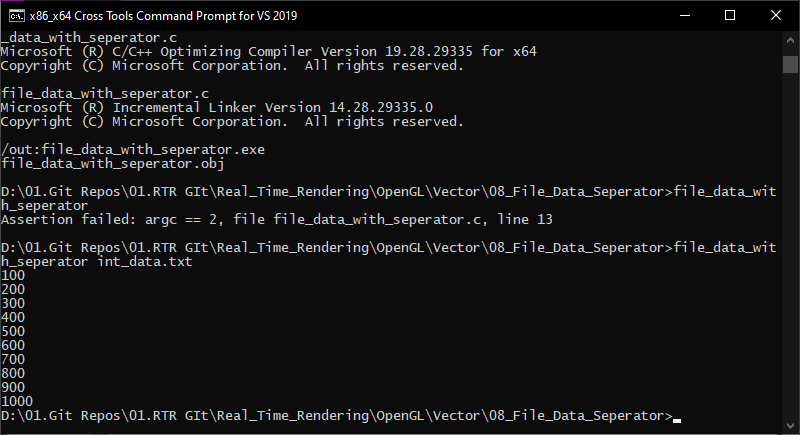 x86_x64 Cross Tools Command Prompt for VS 2019
_data_with_seperator.c
Microsoft (R) C/C++ Optimizing Compiler Version 19.28.29335 for x64
Copyright (C) Microsoft Corporation.  All rights reserved.
file_data_with_seperator.c
Microsoft (R) Incremental Linker Version 14.28.29335.0
Copyright (C) Microsoft Corporation.  All rights reserved.
/out:file_data_with_seperator.exe
file_data_with_seperator.obj
D:\01.Git Repos\01.RTR GIt\Real_Time_Rendering\OpenGL\Vector\08_File_Data_Seperator>file_data_wit
h_seperator
Assertion failed: argc == 2, file file_data_with_seperator.c, line 13
D:\01.Git Repos\01.RTR GIt\Real_Time_Rendering\OpenGL\Vector\08_File_Data_Seperator>file_data_wit
h_seperator int_data.txt
100
200
300
400
500
600
700
800
900
1000
D:\01.Git Repos\01.RTR GIt\Real_Time_Rendering\OpenGL\Vector\08_File_Data_Seperator>